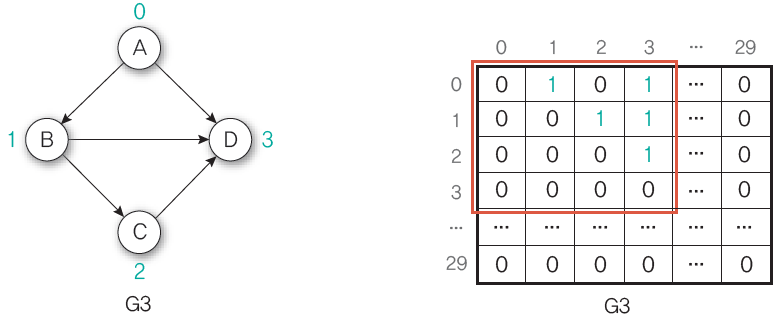 0
A
1 B D 3
C
2
G3
0 1 2 3 ... 29
0 0 1 0 1 ... 0
1 0 0 1 1 ... 0
2 0 0 0 1 ... 0
3 0 0 0 0 ... 0
... ... ... ... ... ... ...
29 0 0 0 0 ... 0
G3